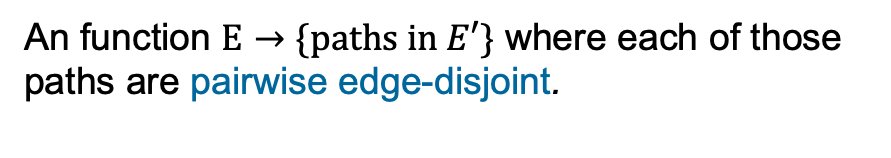 An function E → {paths in E′} where each of those
paths are pairwise edge-disjoint.